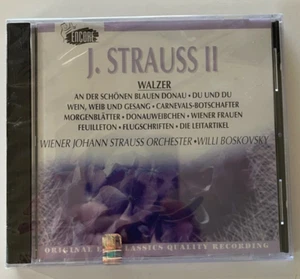 ENCORE
J. STRAUSS II
WALZER
AN DER SCHÖNEN BLAUEN DONAU • DU UND DU
WEIN, WEIB UND GESANG • CARNEVALS-BOTSCHAFTER
MORGENBLÄTTER • DONAUWEIBCHEN • WIENER FRAUEN
FEUILLETON • FLUGSCHRIFTEN • DIE LEITARTIKEL
WIENER JOHANN STRAUSS ORCHESTER • WILLI BOSKOVSKY
ORIGINAL CLASSICS QUALITY RECORDING